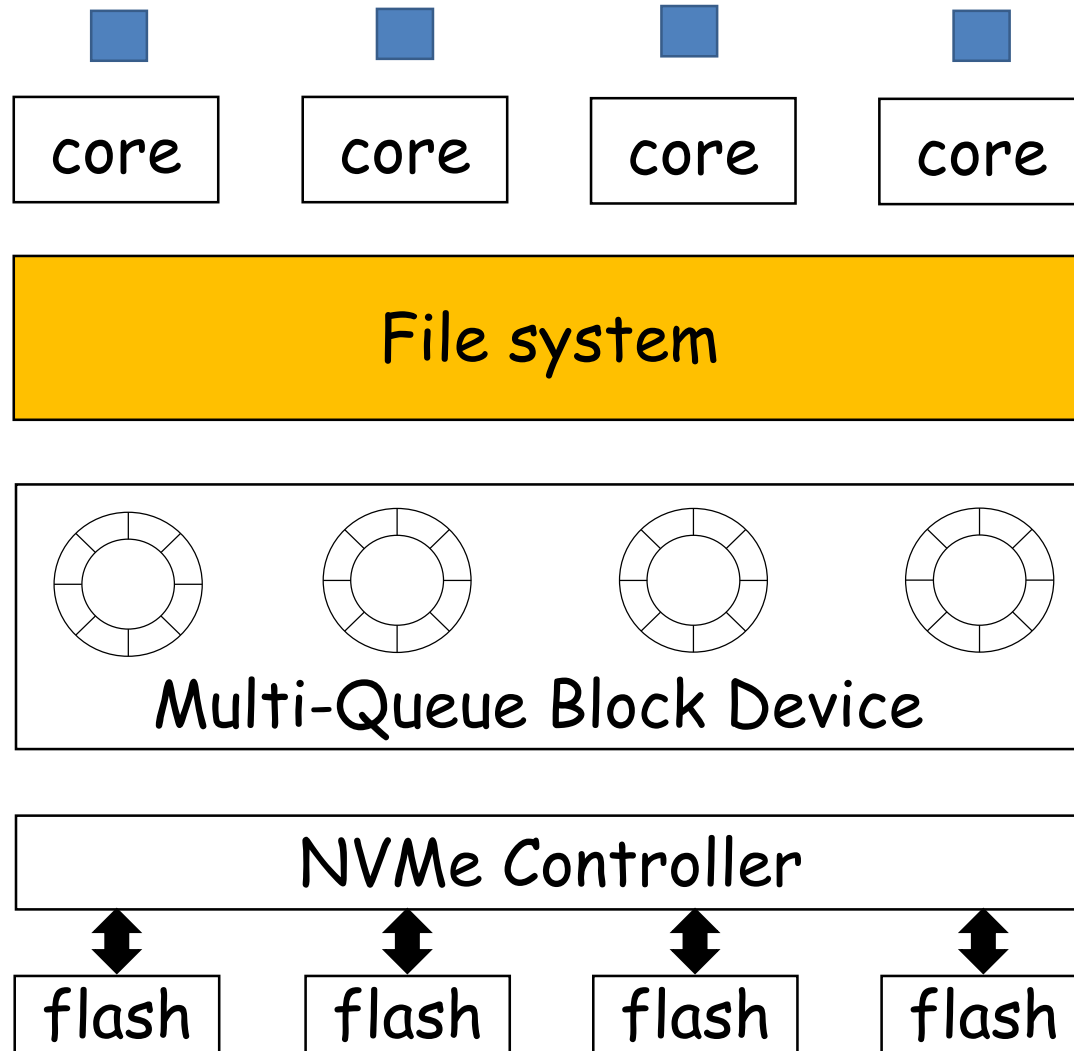 core core core core
File system
Multi-Queue Block Device
NVMe Controller
flash flash flash flash